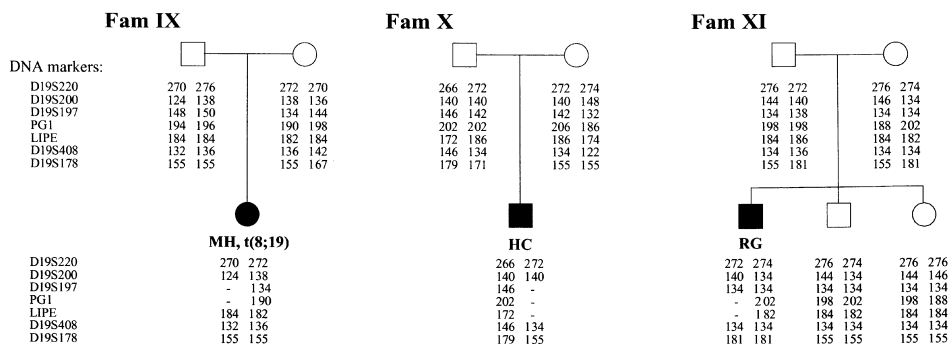 Fam IX Fam X Fam XI
DNA markers:
D19S220 270 276 272 270 266 272 272 274 276 272 276 274
D19S200 124 138 138 136 140 140 140 148 144 140 146 134
D19S197 148 150 134 144 146 142 142 132 134 138 134 134
PG1 194 196 190 198 202 202 206 186 198 198 188 202
LIPE 184 184 182 184 172 186 186 174 184 186 184 182
D19S408 132 136 136 142 146 134 134 122 134 136 134 134
D19S178 155 155 155 167 179 171 155 155 155 181 155 181
MH, t(8;19) HC RG
D19S220 270 272 266 272 272 274 276 274 276 276
D19S200 124 138 140 140 140 134 144 134 144 146
D19S197 - 134 146 - 134 134 134 134 134 134
PG1 - 190 202 - - 202 198 202 198 188
LIPE 184 182 172 - - 182 184 182 184 184
D19S408 132 136 146 134 134 134 134 134 134 134
D19S178 155 155 179 155 181 181 155 155 155 155